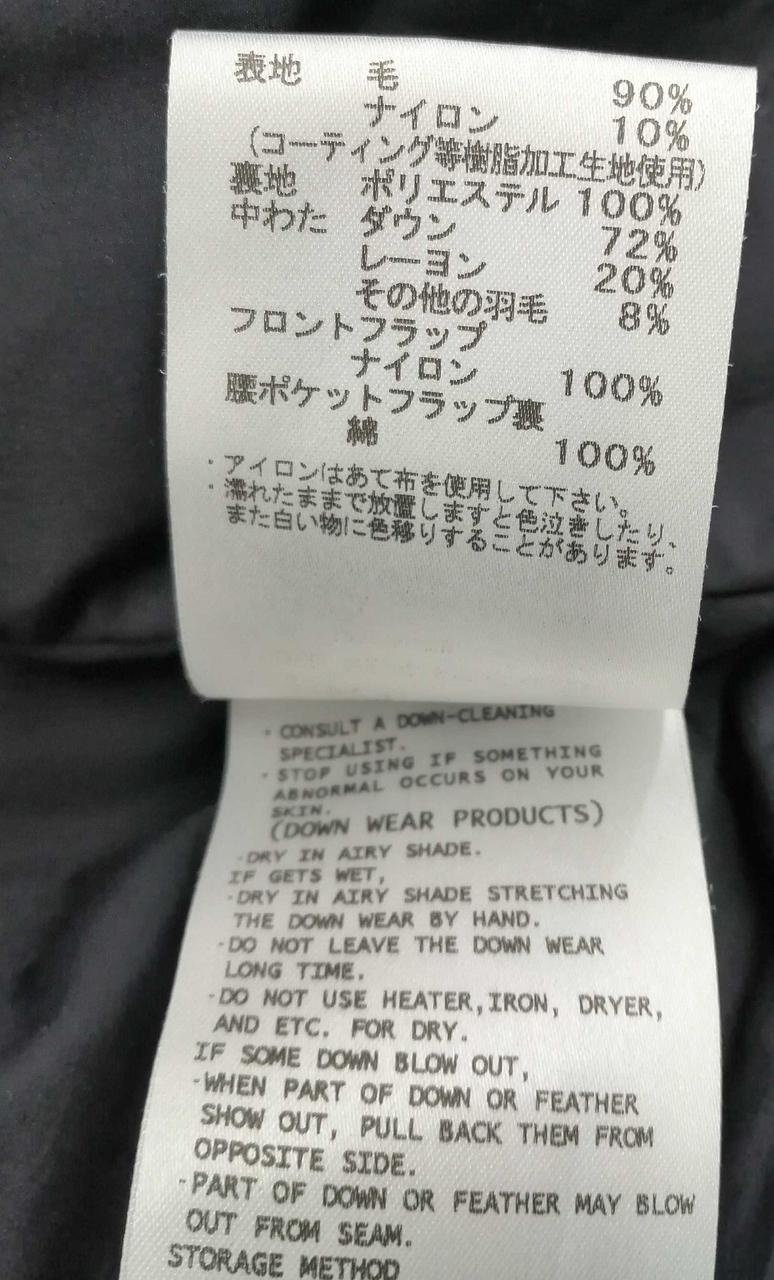 表地 毛 90%
ナイロン 10%
(コーティング等樹脂加工生地使用)
裏地 ポリエステル 100%
中わた ダウン 72%
レーヨン 20%
その他の羽毛 8%
フロントフラップ
ナイロン 100%
腰ポケットフラップ裏
綿 100%
・アイロンはあて布を使用して下さい。
・濡れたままで放置しますと色泣きしたり、
また白い物に色移りすることがあります。
・CONSULT A DOWN-CLEANING
SPECIALIST.
・STOP USING IF SOMETHING
ABNORMAL OCCURS ON YOUR
SKIN.
(DOWN WEAR PRODUCTS)
・DRY IN AIRY SHADE.
IF GETS WET,
・DRY IN AIRY SHADE STRETCHING
THE DOWN WEAR BY HAND.
・DO NOT LEAVE THE DOWN WEAR
LONG TIME.
・DO NOT USE HEATER,IRON, DRYER,
AND ETC. FOR DRY.
IF SOME DOWN BLOW OUT,
・WHEN PART OF DOWN OR FEATHER
SHOW OUT, PULL BACK THEM FROM
OPPOSITE SIDE.
・PART OF DOWN OR FEATHER MAY BLOW
OUT FROM SEAM.
STORAGE METHOD